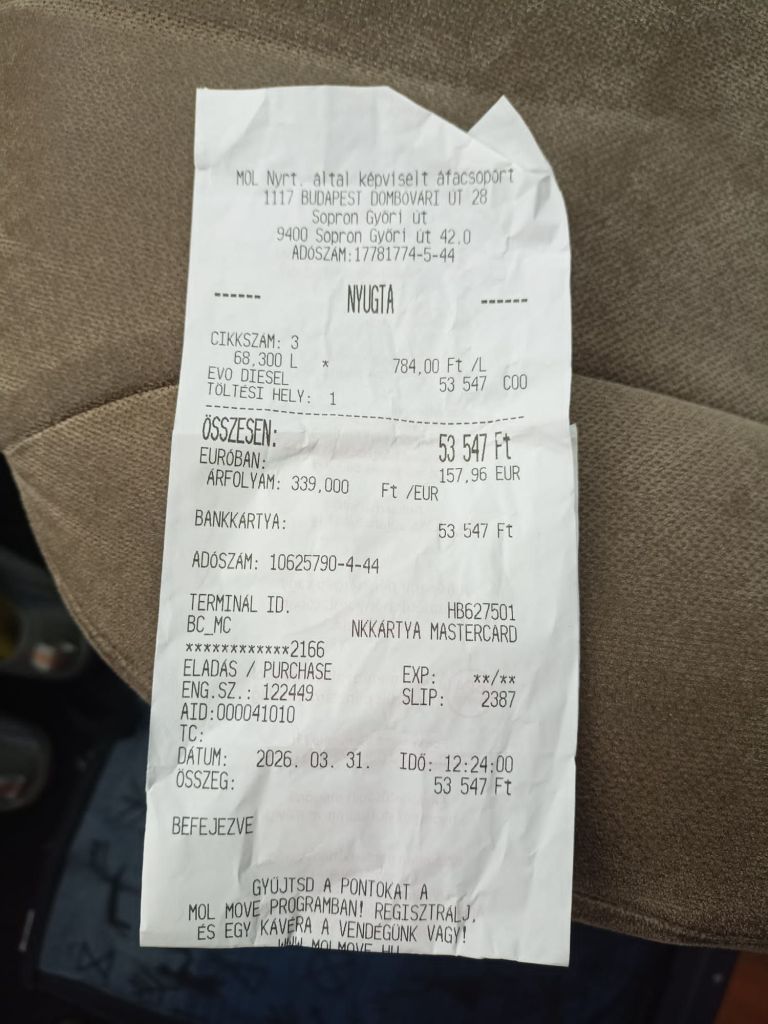 MOL Nyrt. által képviselt áfacsoport
1117 BUDAPEST DOMBÓVÁRI ÚT 28
Sopron Győri út
9400 Sopron Győri út 42.0
ADÓSZÁM:17781774-5-44
------ NYUGTA ------
CIKKSZÁM: 3
68,300 L * 784,00 Ft /L
EVO DIESEL 53 547 C00
TÖLTÉSI HELY: 1
ÖSSZESEN: 53 547 Ft
EURÓBAN: 157,96 EUR
ÁRFOLYAM: 339,000 Ft /EUR
BANKKÁRTYA: 53 547 Ft
ADÓSZÁM: 10625790-4-44
TERMINÁL ID. HB627501
BC_MC NKKÁRTYA MASTERCARD
************2166
ELADÁS / PURCHASE EXP: **/**
ENG.SZ.: 122449 SLIP: 2387
AID:000041010
TC:
DÁTUM: 2026. 03. 31. IDŐ: 12:24:00
ÖSSZEG: 53 547 Ft
BEFEJEZVE
GYŰJTSD A PONTOKAT A
MOL MOVE PROGRAMBAN! REGISZTRÁLJ,
ÉS EGY KÁVÉRA A VENDÉGÜNK VAGY!
WWW.MOLMOVE.HU